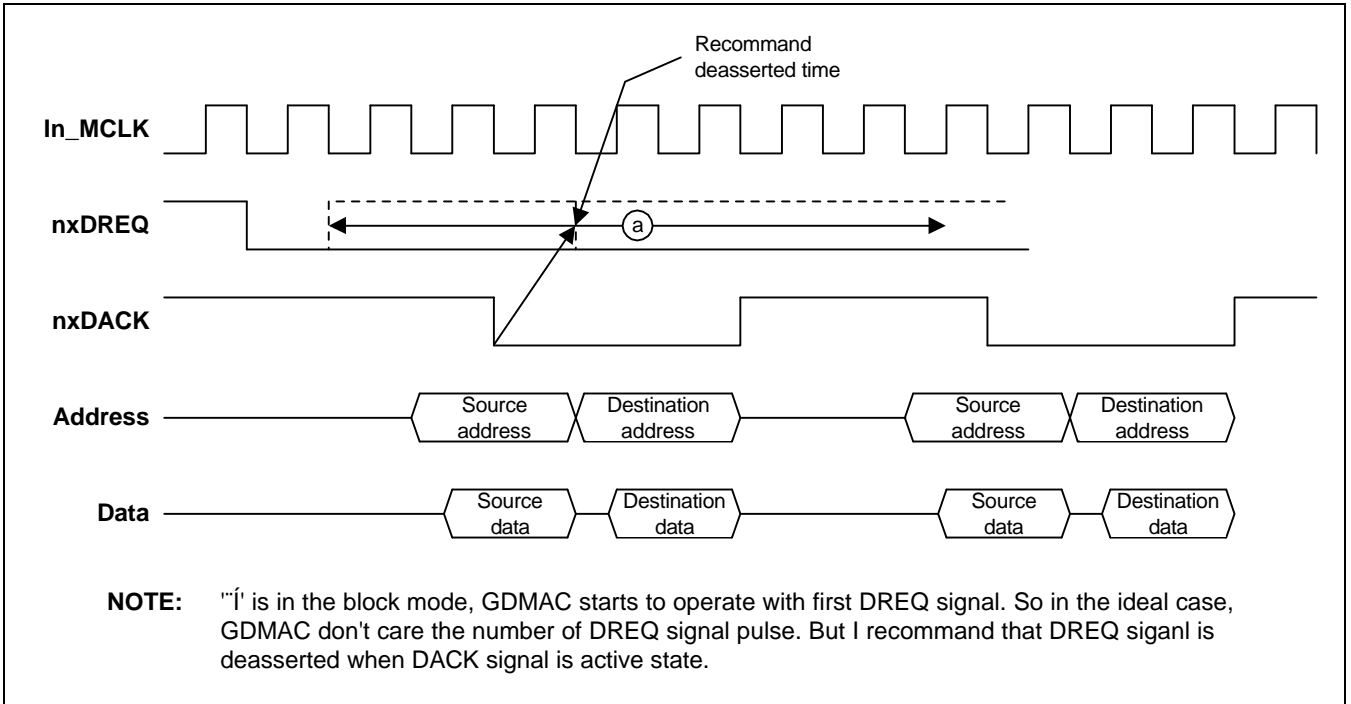 Recommand
deasserted time
In_MCLK
nxDREQ
a
nxDACK
Address
Source
address
Destination
address
Source
address
Destination
address
Data
Source
data
Destination
data
Source
data
Destination
data
NOTE: '¨Í' is in the block mode, GDMAC starts to operate with first DREQ signal. So in the ideal case,
GDMAC don't care the number of DREQ signal pulse. But I recommand that DREQ siganl is
deasserted when DACK signal is active state.